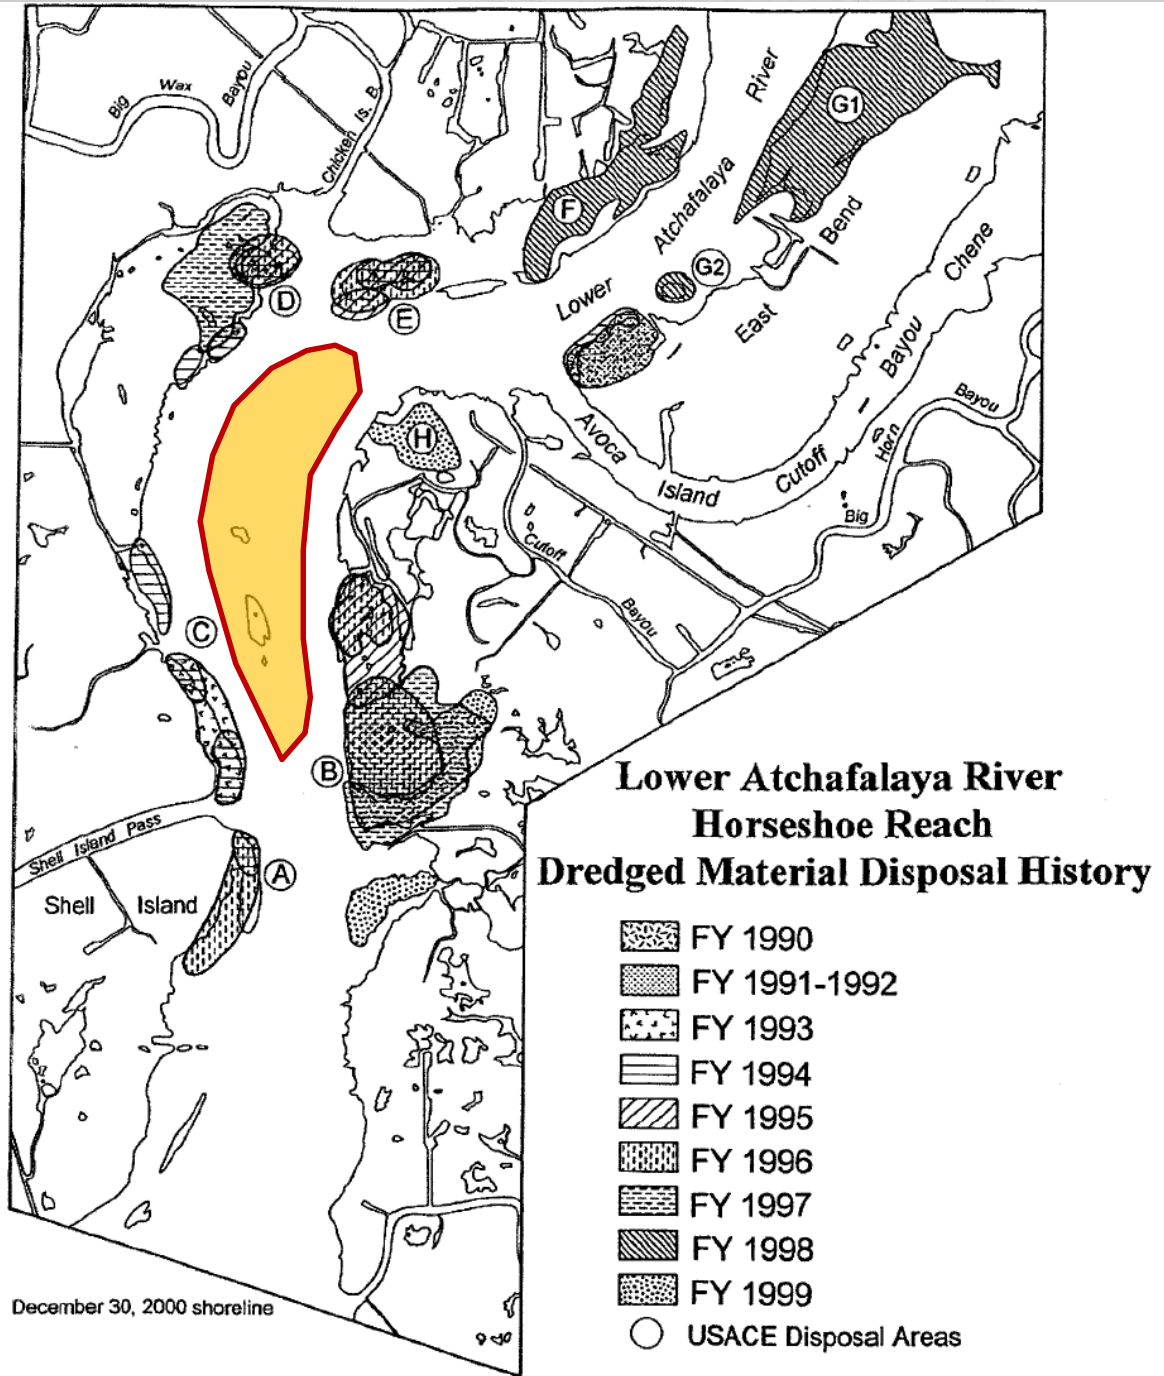 Big
Wax
Bayou
Chicken Is. B.
River
G1
F
Atchafalaya
Bend
G2
Lower
D
E
East
Chene
Bayou
Bayou
H
Avoca
Island
Cutoff
Horn
Big
Cutoff
Bayou
C
B
Shell Island Pass
A
Shell Island
Lower Atchafalaya River
Horseshoe Reach
Dredged Material Disposal History
FY 1990
FY 1991-1992
FY 1993
FY 1994
FY 1995
FY 1996
FY 1997
FY 1998
FY 1999
USACE Disposal Areas
December 30, 2000 shoreline